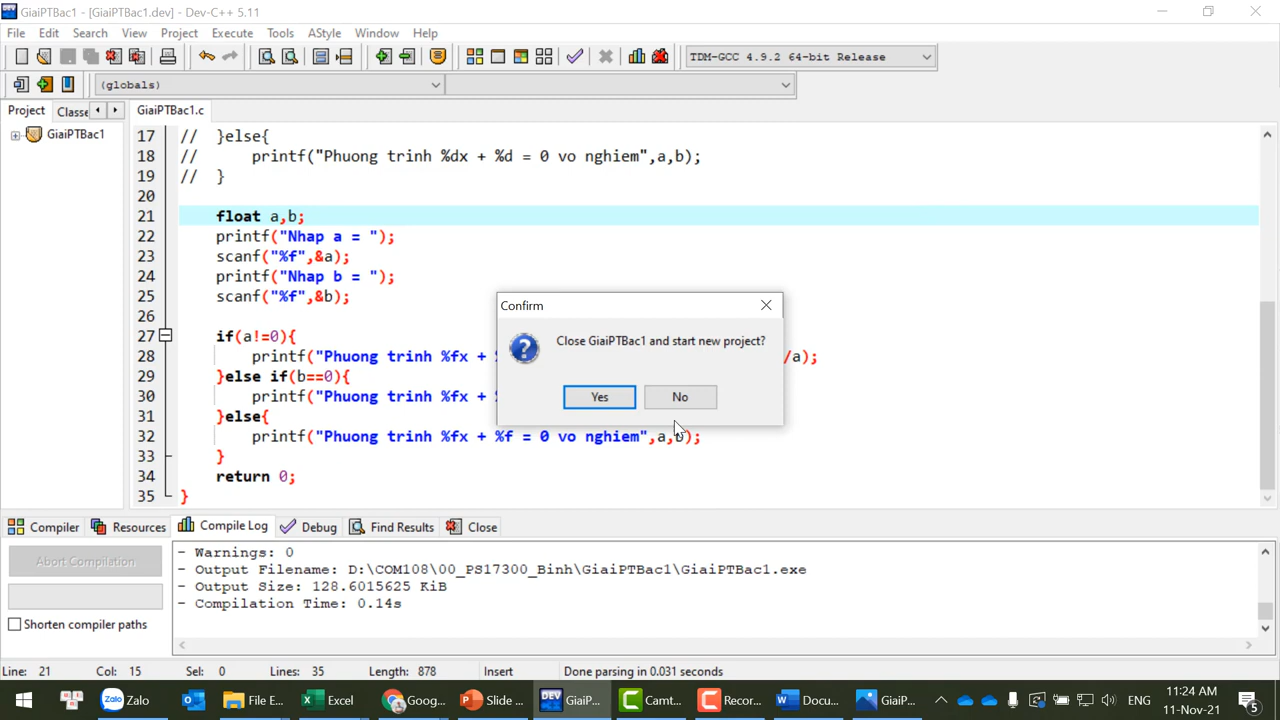 GiaiPTBac1 - [GiaiPTBac1.dev] - Dev-C++ 5.11
File Edit Search View Project Execute Tools AStyle Window Help
TDM-GCC 4.9.2 64-bit Release
(globals)
Project Classe GiaiPTBac1.c
GiaiPTBac1
17 // }else{
18 // printf("Phuong trinh %dx + %d = 0 vo nghiem",a,b);
19 // }
20
21 float a,b;
22 printf("Nhap a = ");
23 scanf("%f",&a);
24 printf("Nhap b = ");
25 scanf("%f",&b);
26
27 if(a!=0){
28 printf("Phuong trinh %fx + /a);
29 }else if(b==0){
30 printf("Phuong trinh %fx +
31 }else{
32 printf("Phuong trinh %fx + %f = 0 vo nghiem",a,b);
33 }
34 return 0;
35 }
Confirm
Close GiaiPTBac1 and start new project?
Yes No
Compiler Resources Compile Log Debug Find Results Close
Abort Compilation
Shorten compiler paths
- Warnings: 0
- Output Filename: D:\COM108\00_PS17300_Binh\GiaiPTBac1\GiaiPTBac1.exe
- Output Size: 128.6015625 KiB
- Compilation Time: 0.14s
Line: 21 Col: 15 Sel: 0 Lines: 35 Length: 878 Insert Done parsing in 0.031 seconds
Zalo File E... Excel Goog... Slide ... GiaiP... Camt... Recor... Docu... GiaiP... ENG 11:24 AM
11-Nov-21 5